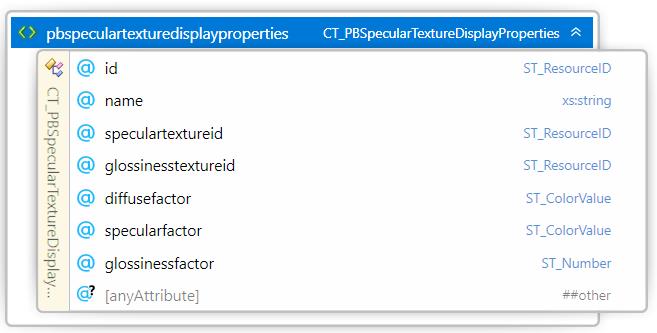 pbspeculartexturedisplayproperties CT_PBSpecularTextureDisplayProperties
CT_PBSpecularTextureDisplay...
@ id ST_ResourceID
@ name xs:string
@ speculartextureid ST_ResourceID
@ glossinesstextureid ST_ResourceID
@ diffusefactor ST_ColorValue
@ specularfactor ST_ColorValue
@ glossinessfactor ST_Number
@? [anyAttribute] ##other